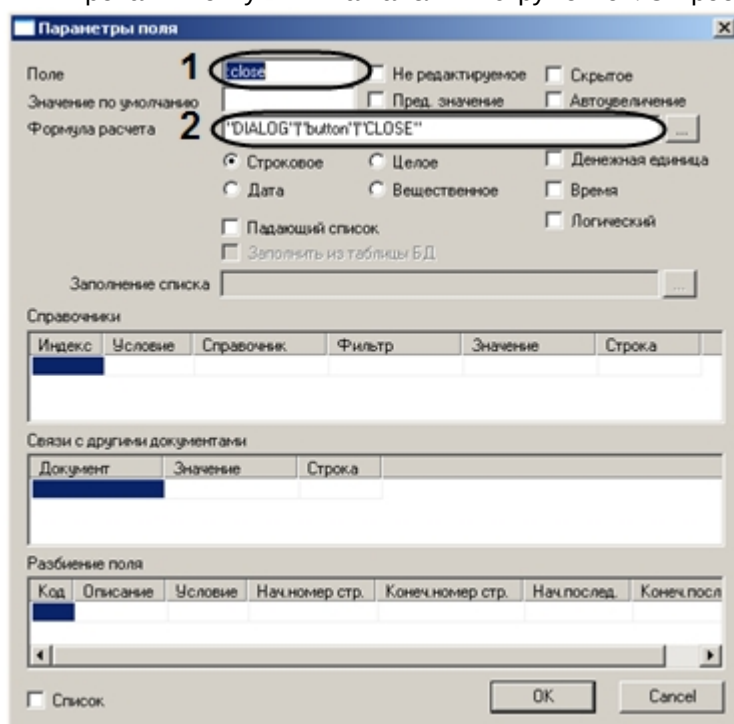 Параметры поля
Поле 1 :close Не редактируемое Скрытое
Значение по умолчанию Пред. значение Автоувеличение
Формула расчета 2 "DIALOG"|"button"|"CLOSE" ...
Строковое Целое Денежная единица
Дата Вещественное Время
Падающий список Логический
Заполнить из таблицы БД
Заполнение списка ...
Справочники
Индекс Условие Справочник Фильтр Значение Строка
Связи с другими документами
Документ Значение Строка
Разбиение поля
Код Описание Условие Нач.номер стр. Конеч.номер стр. Нач.послед. Конеч.посл
Список OK Cancel